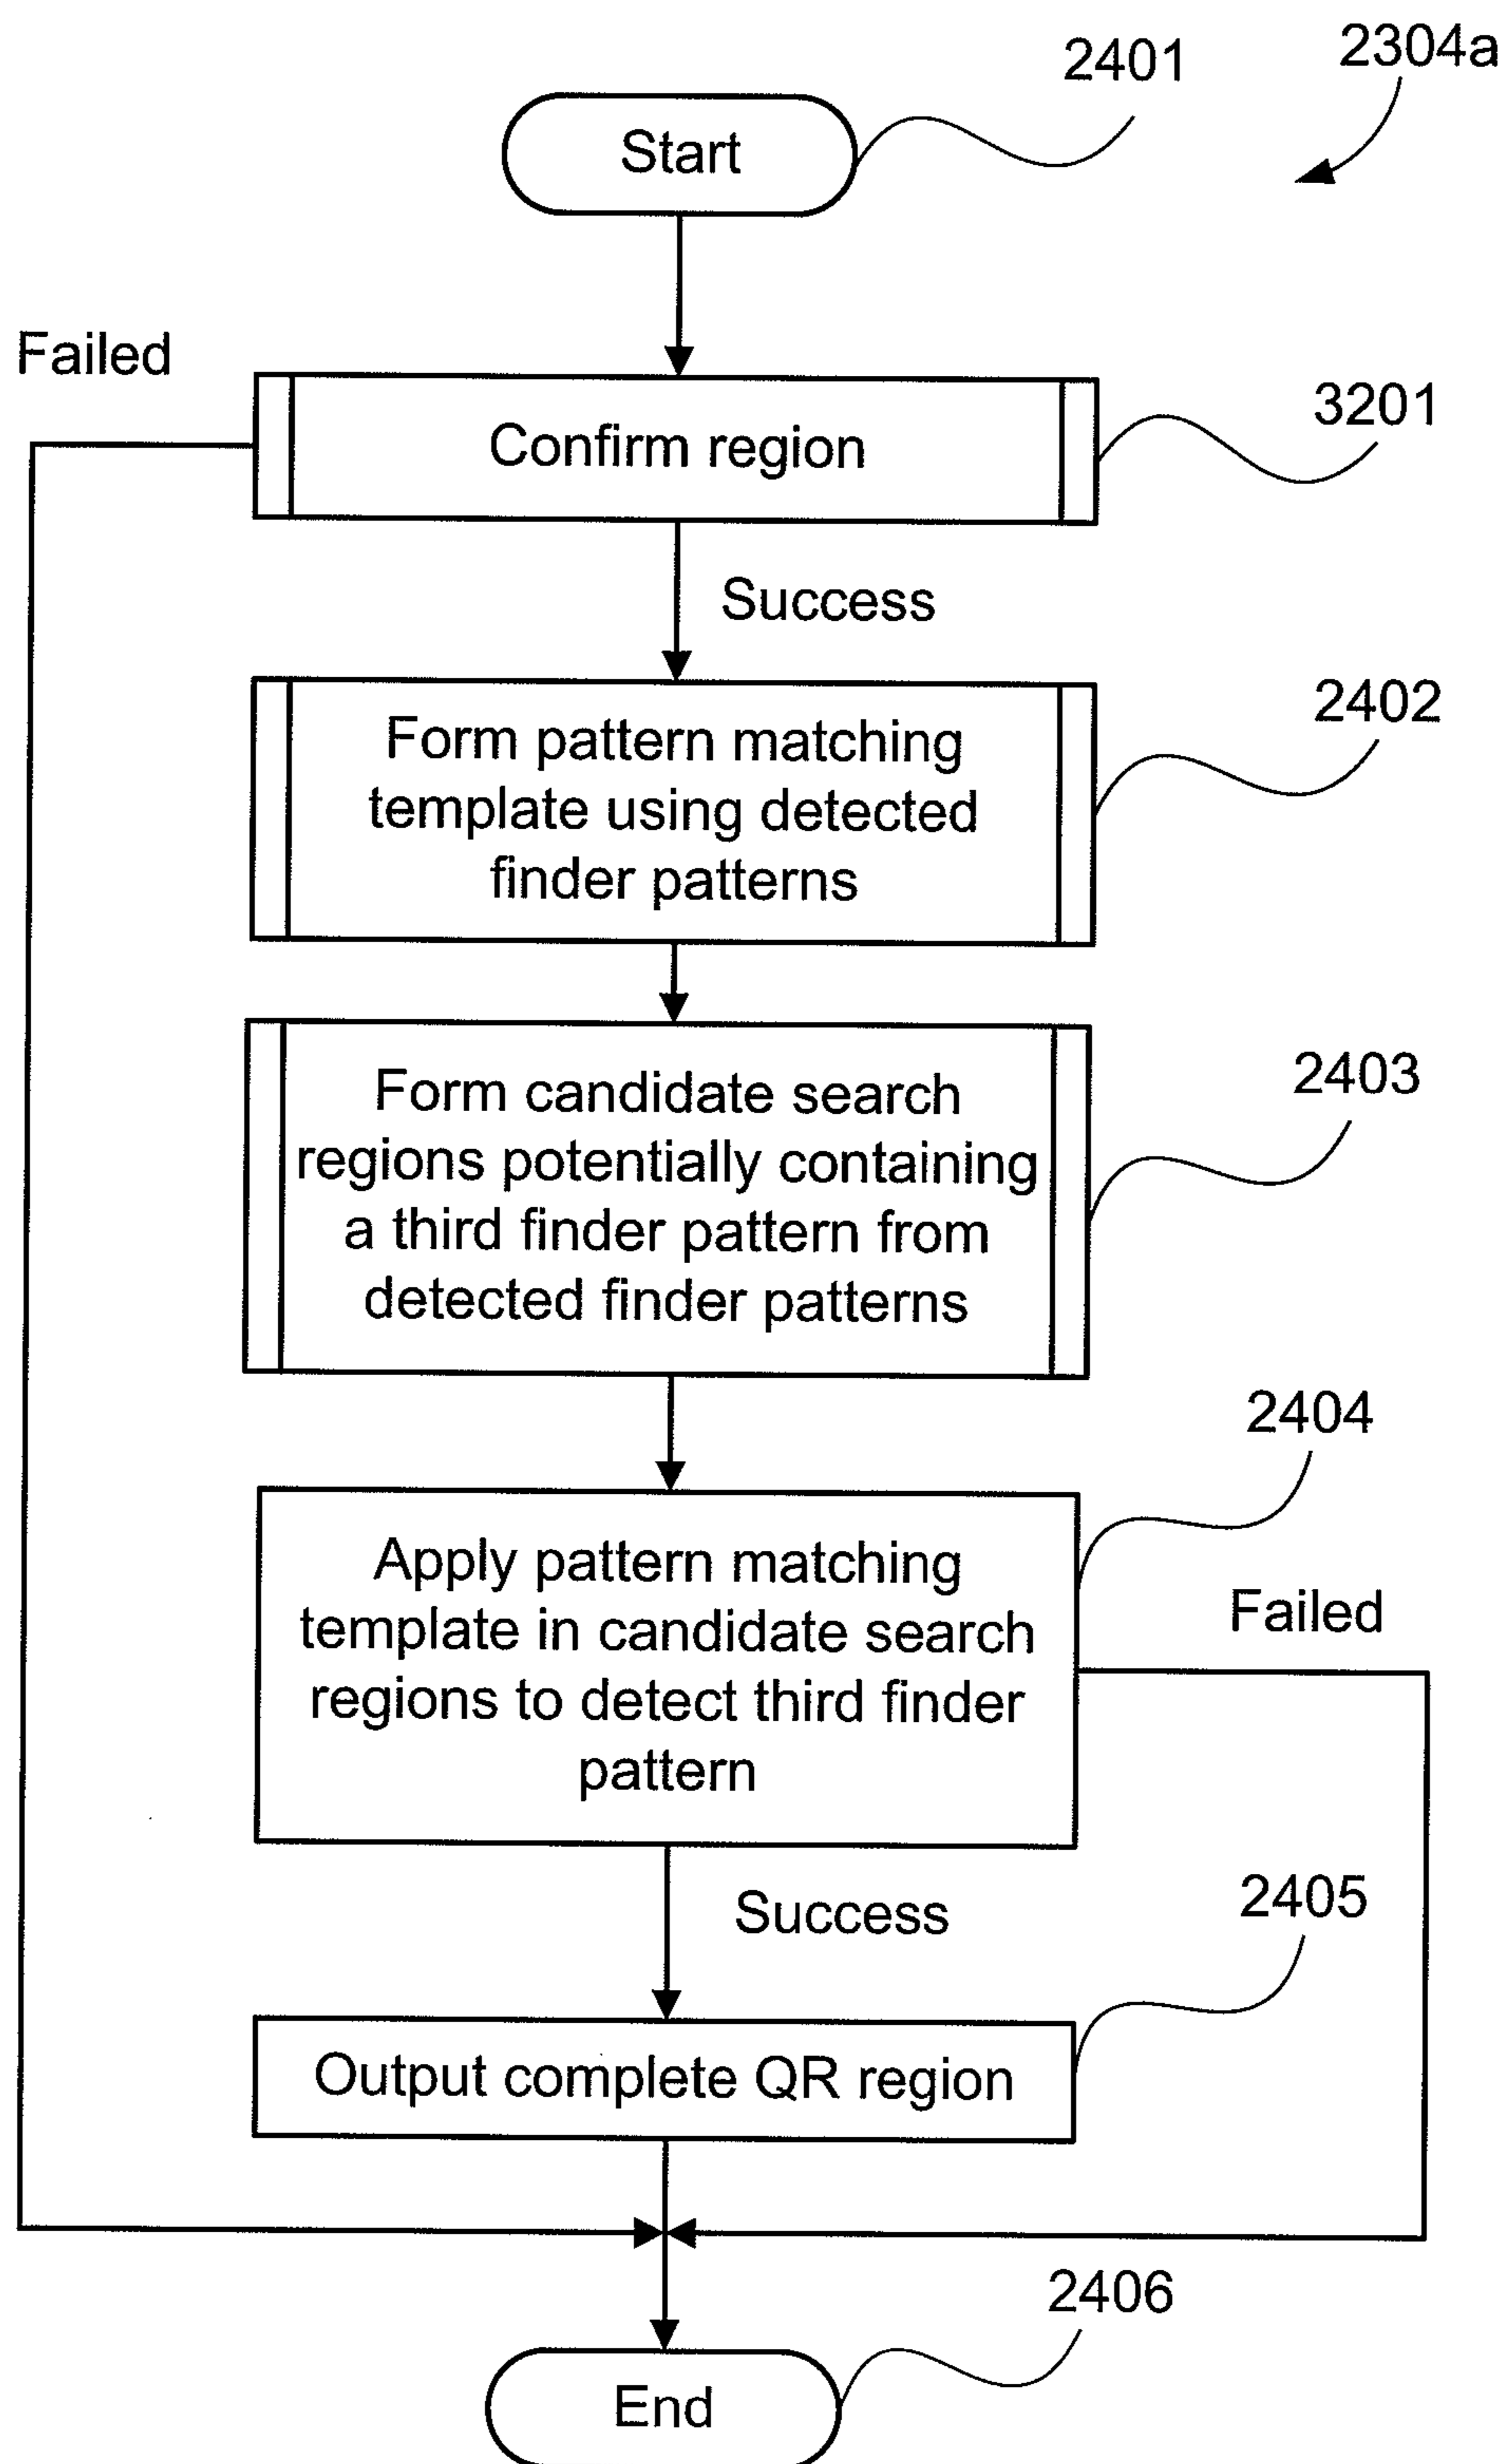 2304a
2401
Start
Failed
Confirm region
3201
Success
Form pattern matching
template using detected
finder patterns
2402
Form candidate search
regions potentially containing
a third finder pattern from
detected finder patterns
2403
2404
Apply pattern matching
template in candidate search
regions to detect third finder
pattern
Failed
Success
2405
Output complete QR region
2406
End